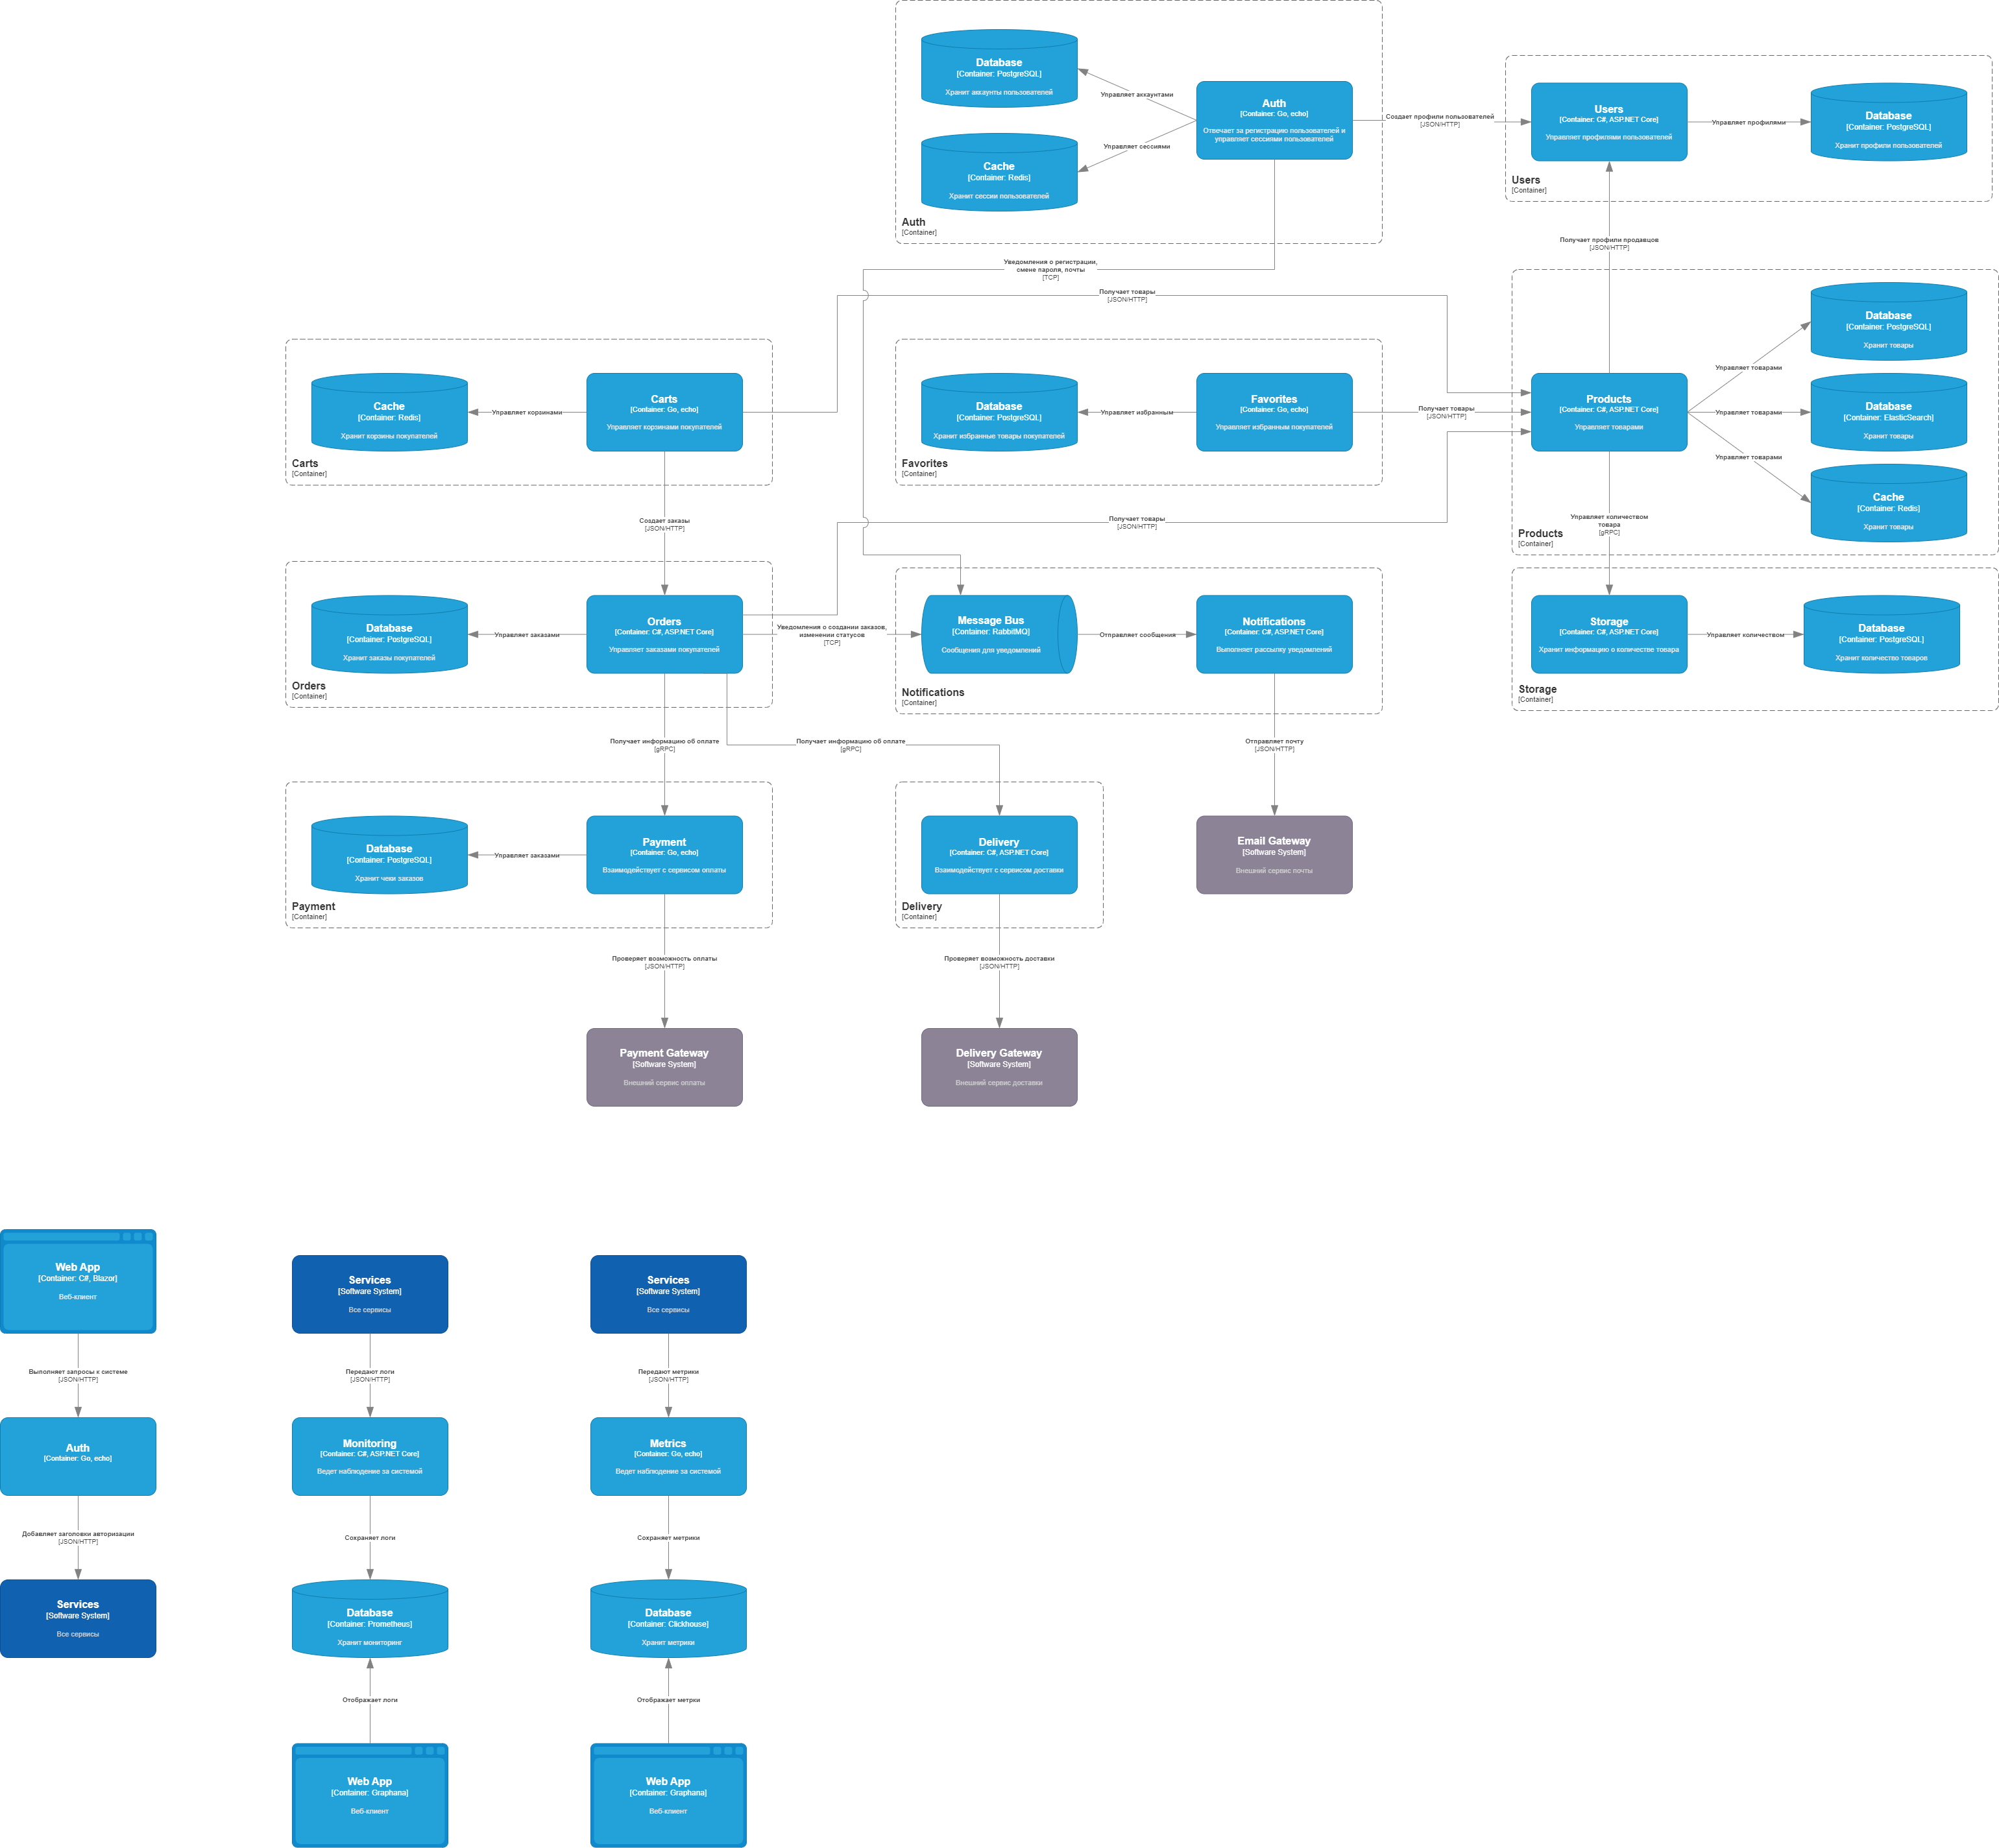 Database
[Container: PostgreSQL]
Хранит аккаунты пользователей
Управляет аккаунтами
Auth
[Container: Go, echo]
Отвечает за регистрацию пользователей и
управляет сессиями пользователей
Cache
[Container: Redis]
Хранит сессии пользователей
Управляет сессиями
Auth
[Container]
Создает профили пользователей
[JSON/HTTP]
Users
[Container: C#, ASP.NET Core]
Управляет профилями пользователей
Управляет профилями
Database
[Container: PostgreSQL]
Хранит профили пользователей
Users
[Container]
Уведомления о регистрации,
смене пароля, почты
[TCP]
Получает товары
[JSON/HTTP]
Получает профили продавцов
[JSON/HTTP]
Cache
[Container: Redis]
Хранит корзины покупателей
Управляет корзинами
Carts
[Container: Go, echo]
Управляет корзинами покупателей
Carts
[Container]
Database
[Container: PostgreSQL]
Хранит избранные товары покупателей
Управляет избранным
Favorites
[Container: Go, echo]
Управляет избранным покупателей
Favorites
[Container]
Получает товары
[JSON/HTTP]
Products
[Container: C#, ASP.NET Core]
Управляет товарами
Управляет товарами
Database
[Container: PostgreSQL]
Хранит товары
Управляет товарами
Database
[Container: ElasticSearch]
Хранит товары
Управляет товарами
Cache
[Container: Redis]
Хранит товары
Products
[Container]
Создает заказы
[JSON/HTTP]
Получает товары
[JSON/HTTP]
Управляет количеством
товара
[gRPC]
Database
[Container: PostgreSQL]
Хранит заказы покупателей
Управляет заказами
Orders
[Container: C#, ASP.NET Core]
Управляет заказами покупателей
Orders
[Container]
Уведомления о создании заказов,
изменении статусов
[TCP]
Message Bus
[Container: RabbitMQ]
Сообщения для уведомлений
Отправляет сообщения
Notifications
[Container: C#, ASP.NET Core]
Выполняет рассылку уведомлений
Notifications
[Container]
Storage
[Container: C#, ASP.NET Core]
Хранит информацию о количестве товара
Управляет количеством
Database
[Container: PostgreSQL]
Хранит количество товаров
Storage
[Container]
Получает информацию об оплате
[gRPC]
Получает информацию об оплате
[gRPC]
Отправляет почту
[JSON/HTTP]
Database
[Container: PostgreSQL]
Хранит чеки заказов
Управляет заказами
Payment
[Container: Go, echo]
Взаимодействует с сервисом оплаты
Payment
[Container]
Delivery
[Container: C#, ASP.NET Core]
Взаимодействует с сервисом доставки
Delivery
[Container]
Email Gateway
[Software System]
Внешний сервис почты
Проверяет возможность оплаты
[JSON/HTTP]
Проверяет возможность доставки
[JSON/HTTP]
Payment Gateway
[Software System]
Внешний сервис оплаты
Delivery Gateway
[Software System]
Внешний сервис доставки
Web App
[Container: C#, Blazor]
Веб-клиент
Выполняет запросы к системе
[JSON/HTTP]
Auth
[Container: Go, echo]
Добавляет заголовки авторизации
[JSON/HTTP]
Services
[Software System]
Все сервисы
Services
[Software System]
Все сервисы
Передают логи
[JSON/HTTP]
Monitoring
[Container: C#, ASP.NET Core]
Ведет наблюдение за системой
Сохраняет логи
Database
[Container: Prometheus]
Хранит мониторинг
Отображает логи
Web App
[Container: Graphana]
Веб-клиент
Services
[Software System]
Все сервисы
Передают метрики
[JSON/HTTP]
Metrics
[Container: Go, echo]
Ведет наблюдение за системой
Сохраняет метрики
Database
[Container: Clickhouse]
Хранит метрики
Отображает метрки
Web App
[Container: Graphana]
Веб-клиент